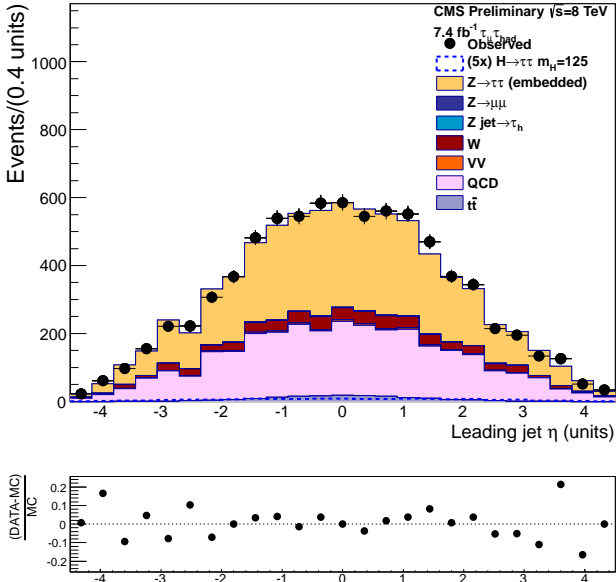 CMS Preliminary √s=8 TeV
7.4 fb⁻¹ τμτhad
Observed
(5x) H→ττ mH=125
Z→ττ (embedded)
Z→μμ
Z jet→τh
W
VV
QCD
tt̄
Events/(0.4 units)
1000
800
600
400
200
0
-4 -3 -2 -1 0 1 2 3 4
Leading jet η (units)
(DATA-MC)
MC
0.2
0.1
0
-0.1
-0.2
-4 -3 -2 -1 0 1 2 3 4